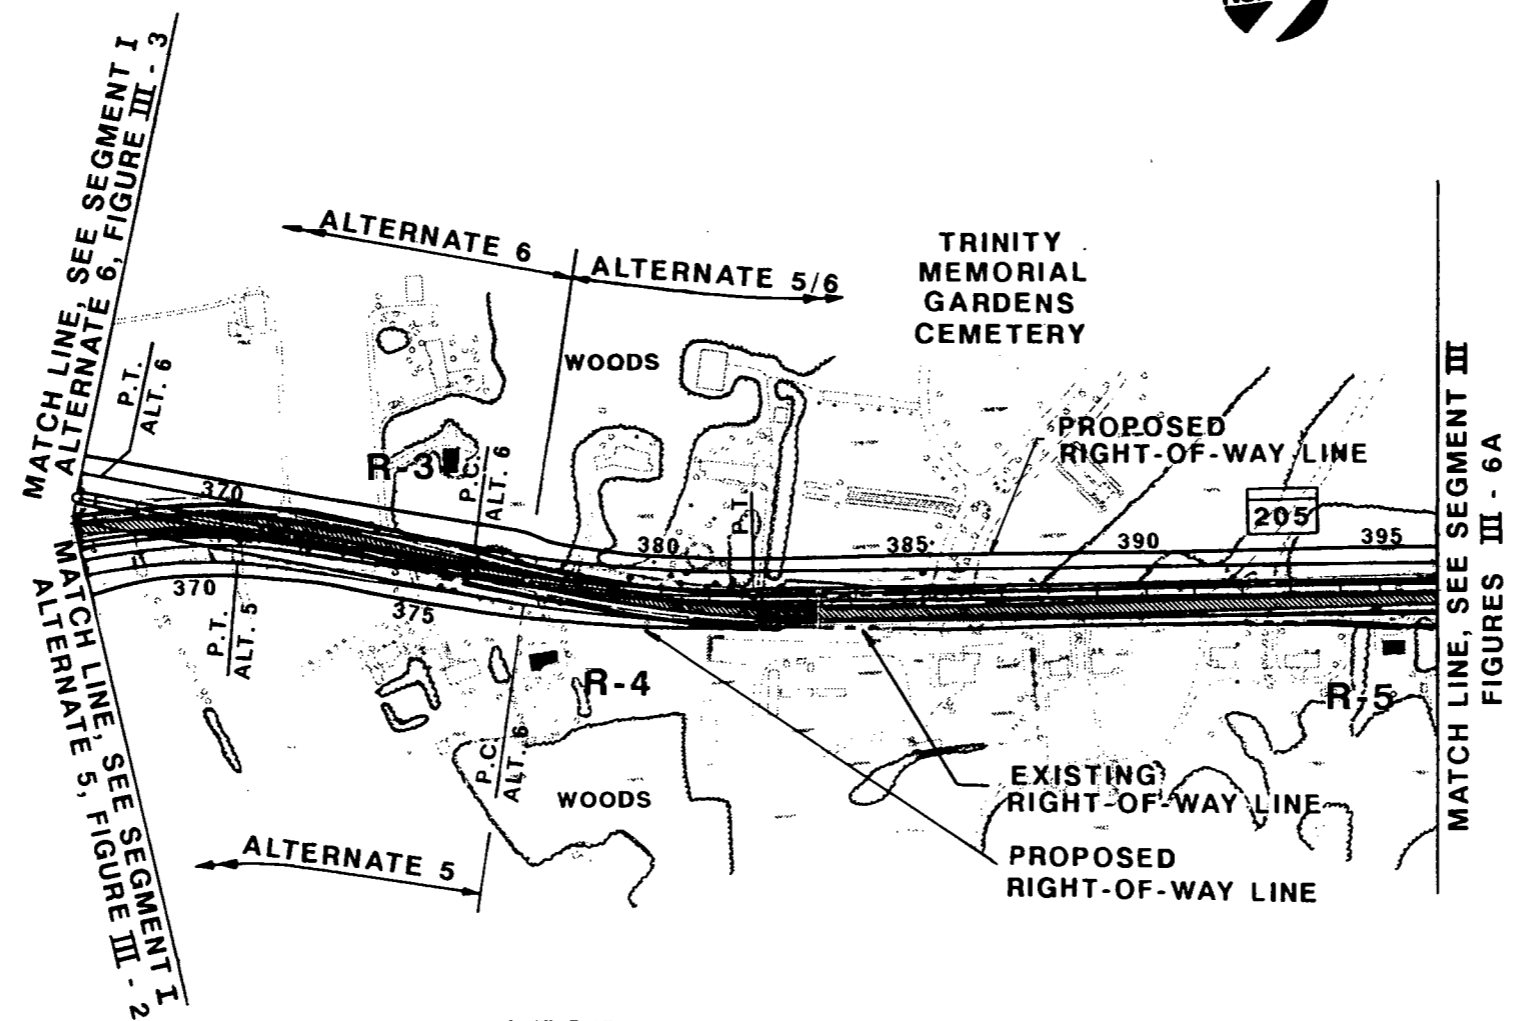 MATCH LINE, SEE SEGMENT I
ALTERNATE 6, FIGURE III - 3
ALTERNATE 6
ALTERNATE 5/6
TRINITY
MEMORIAL
GARDENS
CEMETERY
WOODS
P.T.
ALT. 6
R-3
P.C.
ALT. 6
P.T.
PROPOSED
RIGHT-OF-WAY LINE
205
370
380
385
390
395
370
375
P.T.
ALT. 5
R-4
R-5
P.C.
ALT. 6
WOODS
EXISTING
RIGHT-OF-WAY LINE
PROPOSED
RIGHT-OF-WAY LINE
ALTERNATE 5
MATCH LINE, SEE SEGMENT I
ALTERNATE 5, FIGURE III - 2
MATCH LINE, SEE SEGMENT III
FIGURES III - 6A